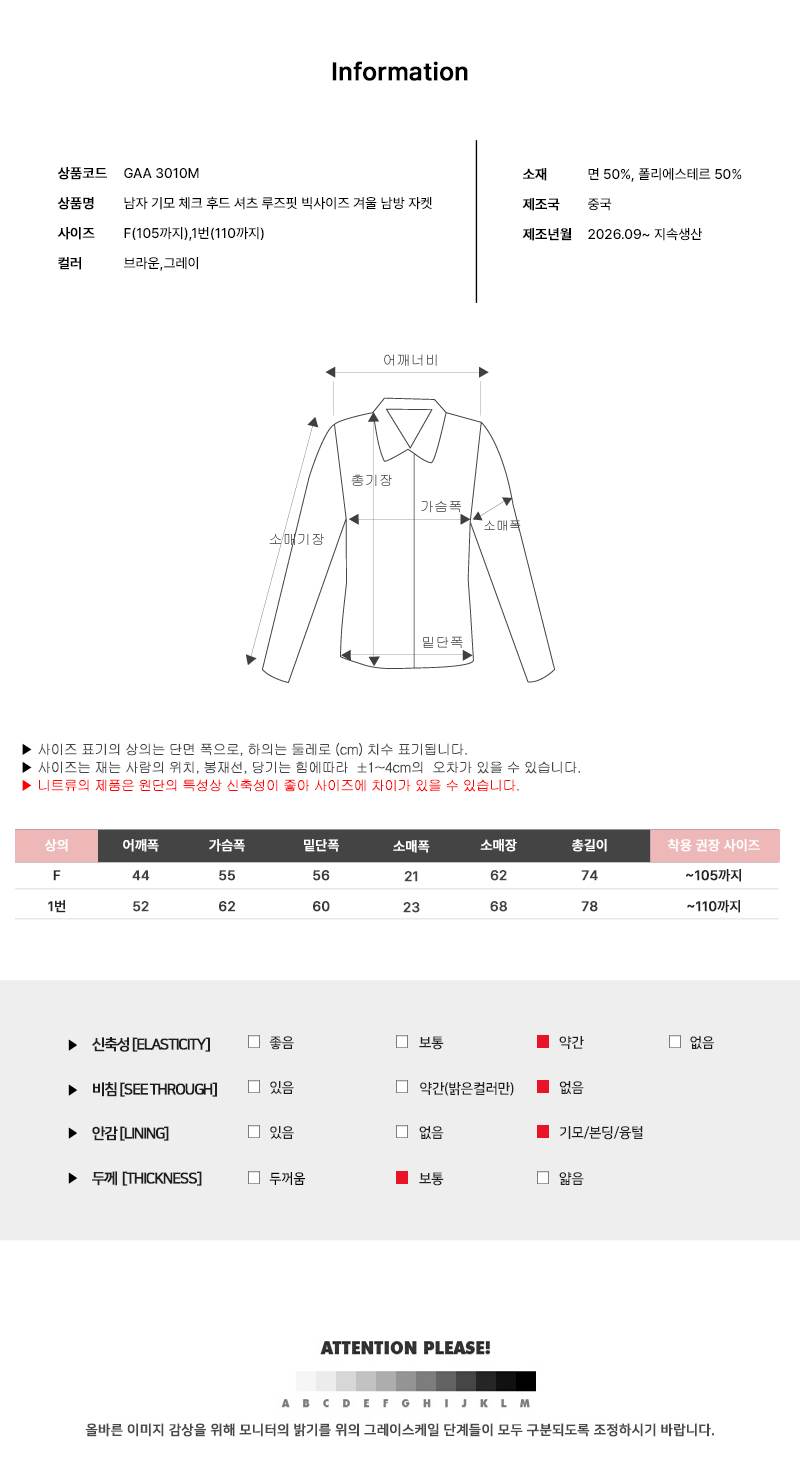 Information
상품코드 GAA 3010M
상품명 남자 기모 체크 후드 셔츠 루즈핏 빅사이즈 겨울 남방 자켓
사이즈 F(105까지),1번(110까지)
컬러 브라운,그레이
소재 면 50%, 폴리에스테르 50%
제조국 중국
제조년월 2026.09~ 지속생산
어깨너비
총기장
가슴폭
소매폭
소매기장
밑단폭
▶ 사이즈 표기의 상의는 단면 폭으로, 하의는 둘레로 (cm) 치수 표기됩니다.
▶ 사이즈는 재는 사람의 위치, 봉재선, 당기는 힘에따라 ±1~4cm의 오차가 있을 수 있습니다.
▶ 니트류의 제품은 원단의 특성상 신축성이 좋아 사이즈에 차이가 있을 수 있습니다.
상의 어깨폭 가슴폭 밑단폭 소매폭 소매장 총길이 착용 권장 사이즈
F 44 55 56 21 62 74 ~105까지
1번 52 62 60 23 68 78 ~110까지
▶ 신축성 [ELASTICITY] 좋음 보통 약간 없음
▶ 비침 [SEE THROUGH] 있음 약간(밝은컬러만) 없음
▶ 안감 [LINING] 있음 없음 기모/본딩/융털
▶ 두께 [THICKNESS] 두꺼움 보통 얇음
ATTENTION PLEASE!
A B C D E F G H I J K L M
올바른 이미지 감상을 위해 모니터의 밝기를 위의 그레이스케일 단계들이 모두 구분되도록 조정하시기 바랍니다.